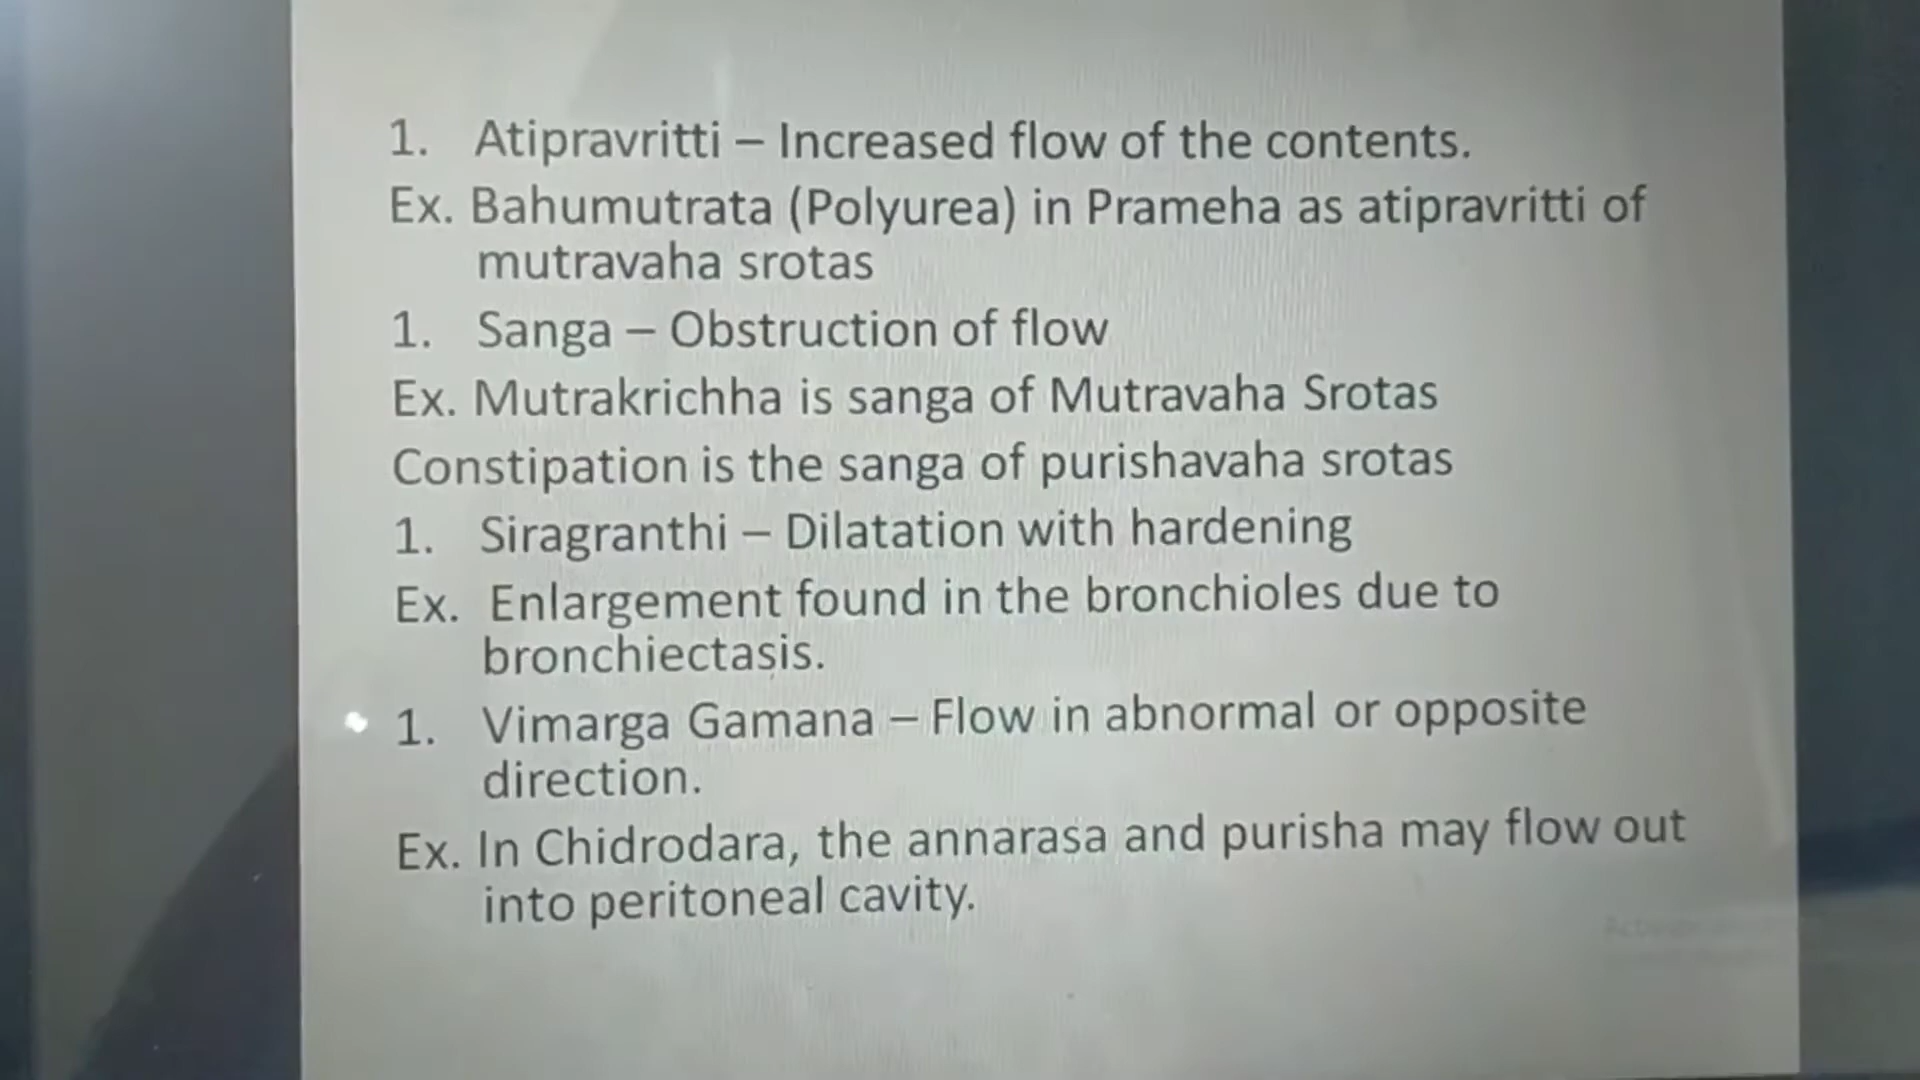 1. Atipravritti – Increased flow of the contents.
Ex. Bahumutrata (Polyurea) in Prameha as atipravritti of
mutravaha srotas
1. Sanga – Obstruction of flow
Ex. Mutrakrichha is sanga of Mutravaha Srotas
Constipation is the sanga of purishavaha srotas
1. Siragranthi – Dilatation with hardening
Ex. Enlargement found in the bronchioles due to
bronchiectasis.
1. Vimarga Gamana – Flow in abnormal or opposite
direction.
Ex. In Chidrodara, the annarasa and purisha may flow out
into peritoneal cavity.